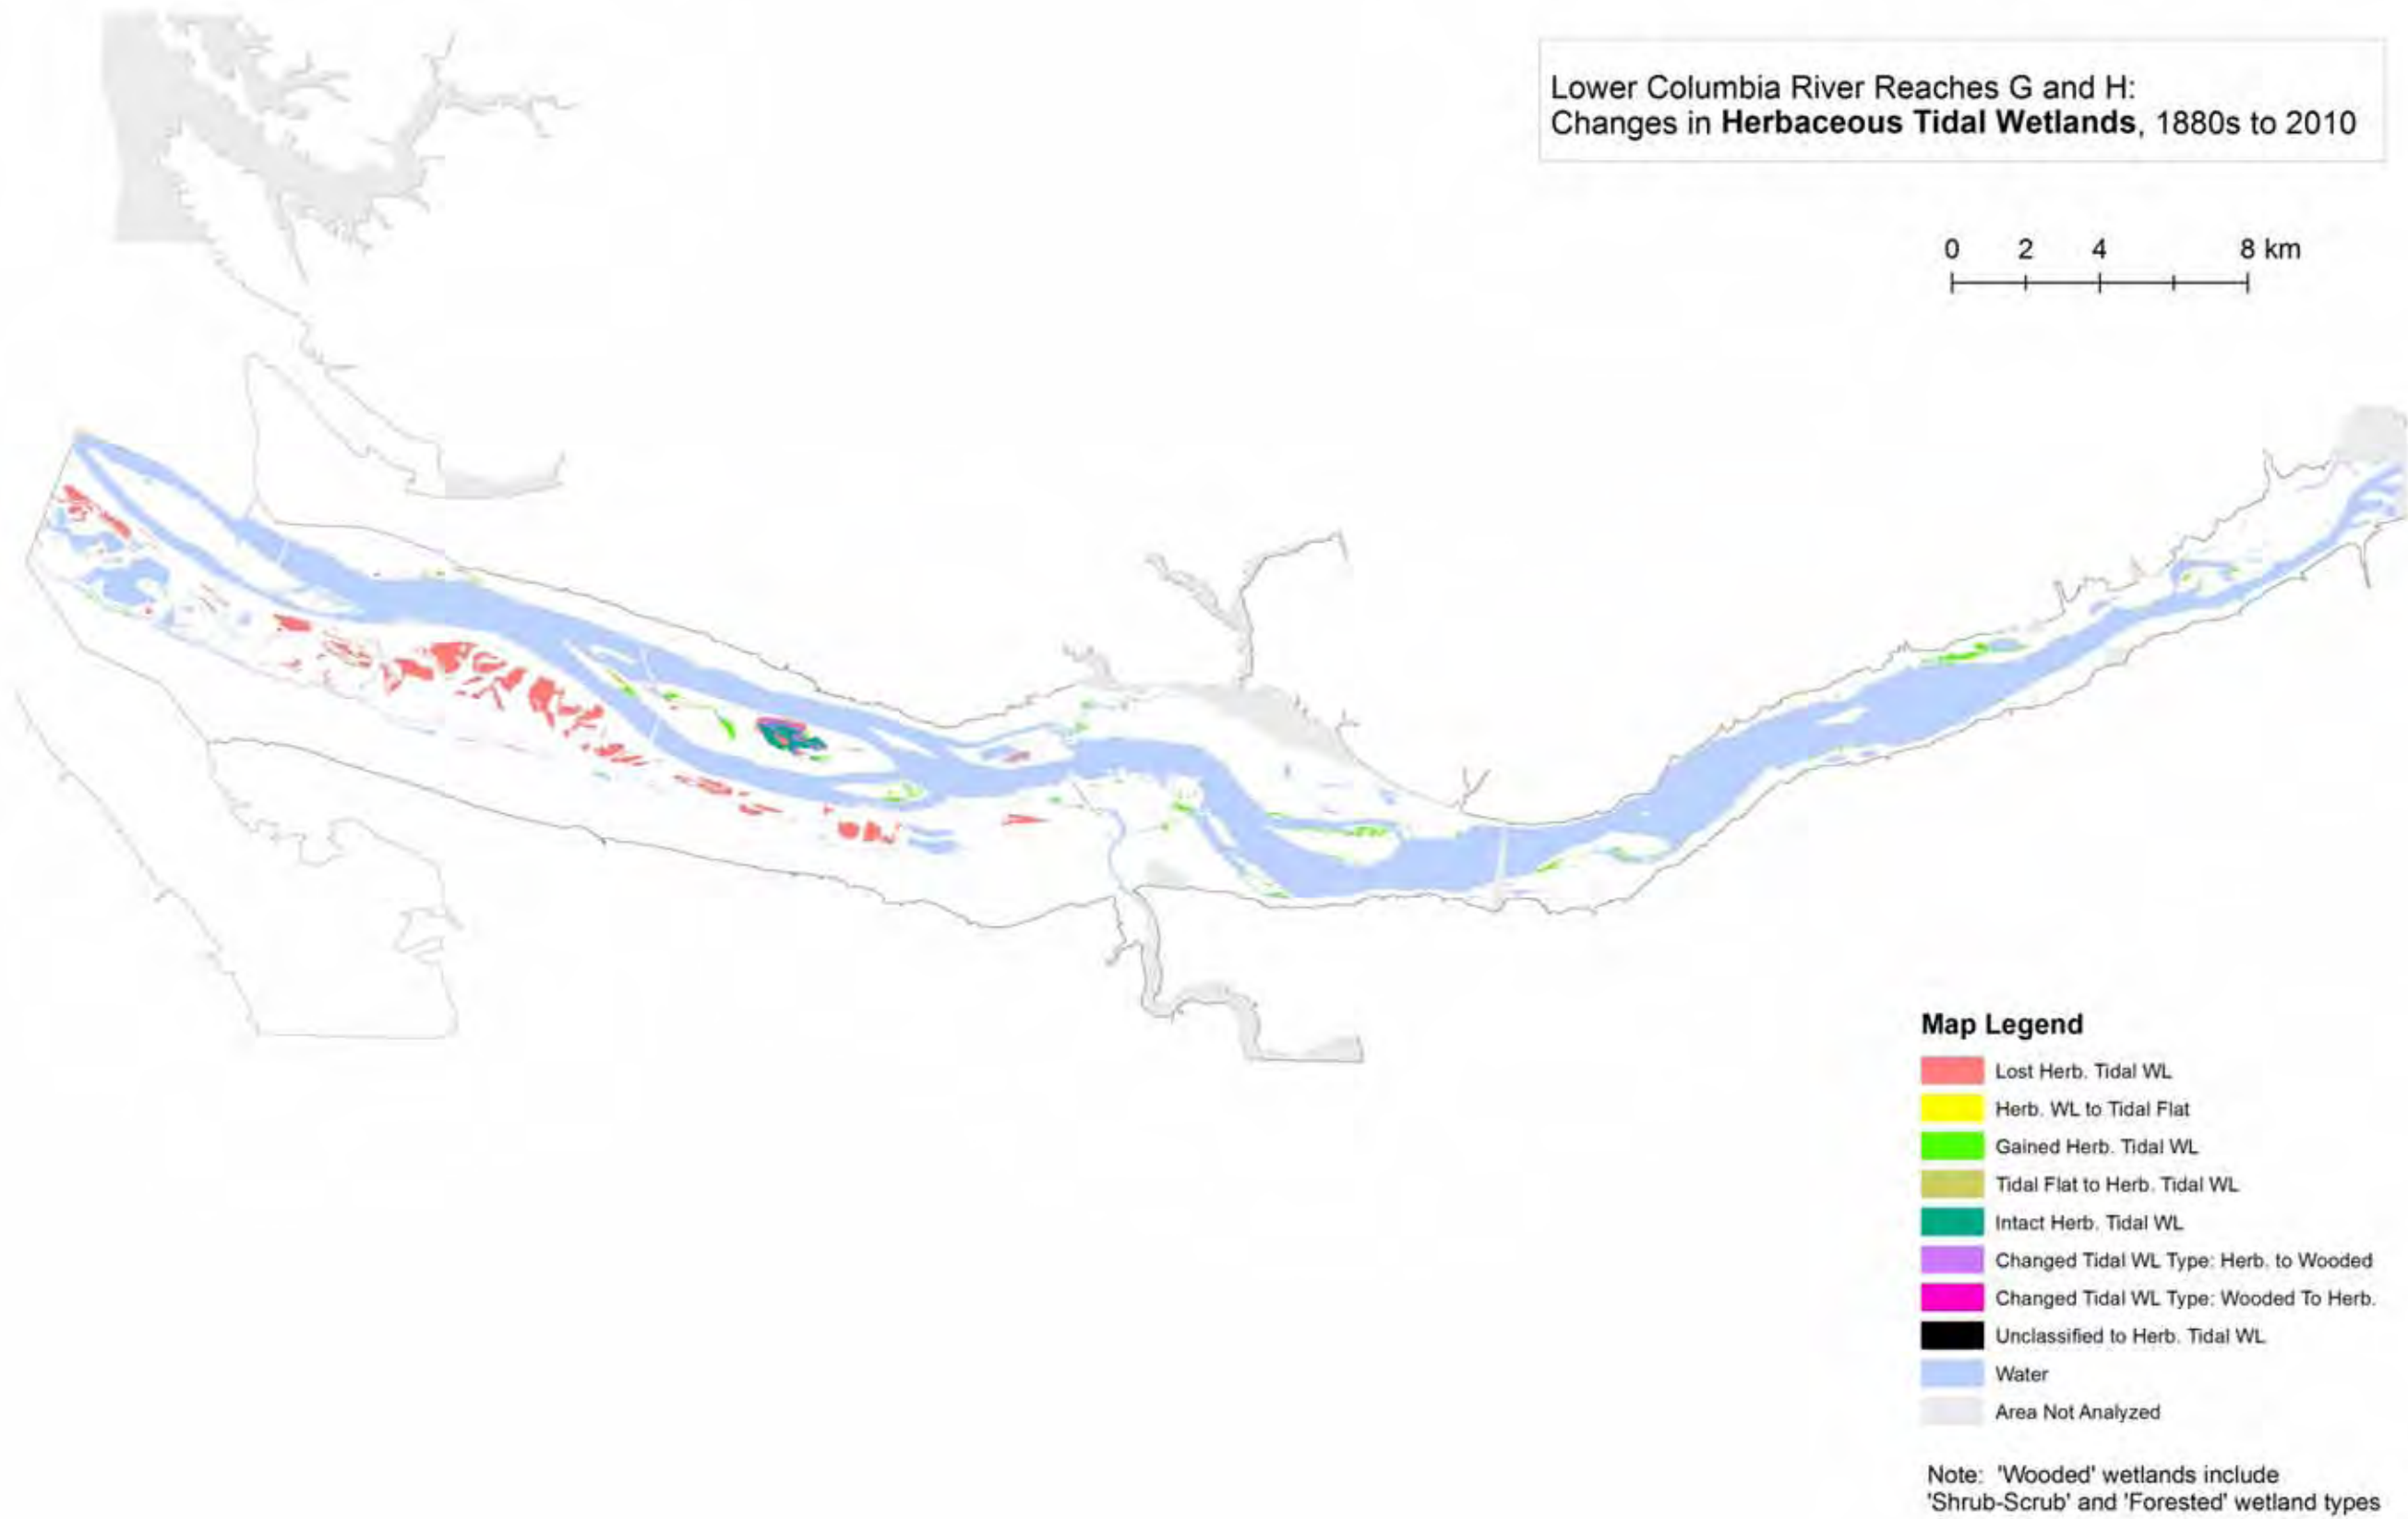 Lower Columbia River Reaches G and H:
Changes in Herbaceous Tidal Wetlands, 1880s to 2010
0 2 4 8 km
Map Legend
Lost Herb. Tidal WL
Herb. WL to Tidal Flat
Gained Herb. Tidal WL
Tidal Flat to Herb. Tidal WL
Intact Herb. Tidal WL
Changed Tidal WL Type: Herb. to Wooded
Changed Tidal WL Type: Wooded To Herb.
Unclassified to Herb. Tidal WL
Water
Area Not Analyzed
Note: 'Wooded' wetlands include
'Shrub-Scrub' and 'Forested' wetland types